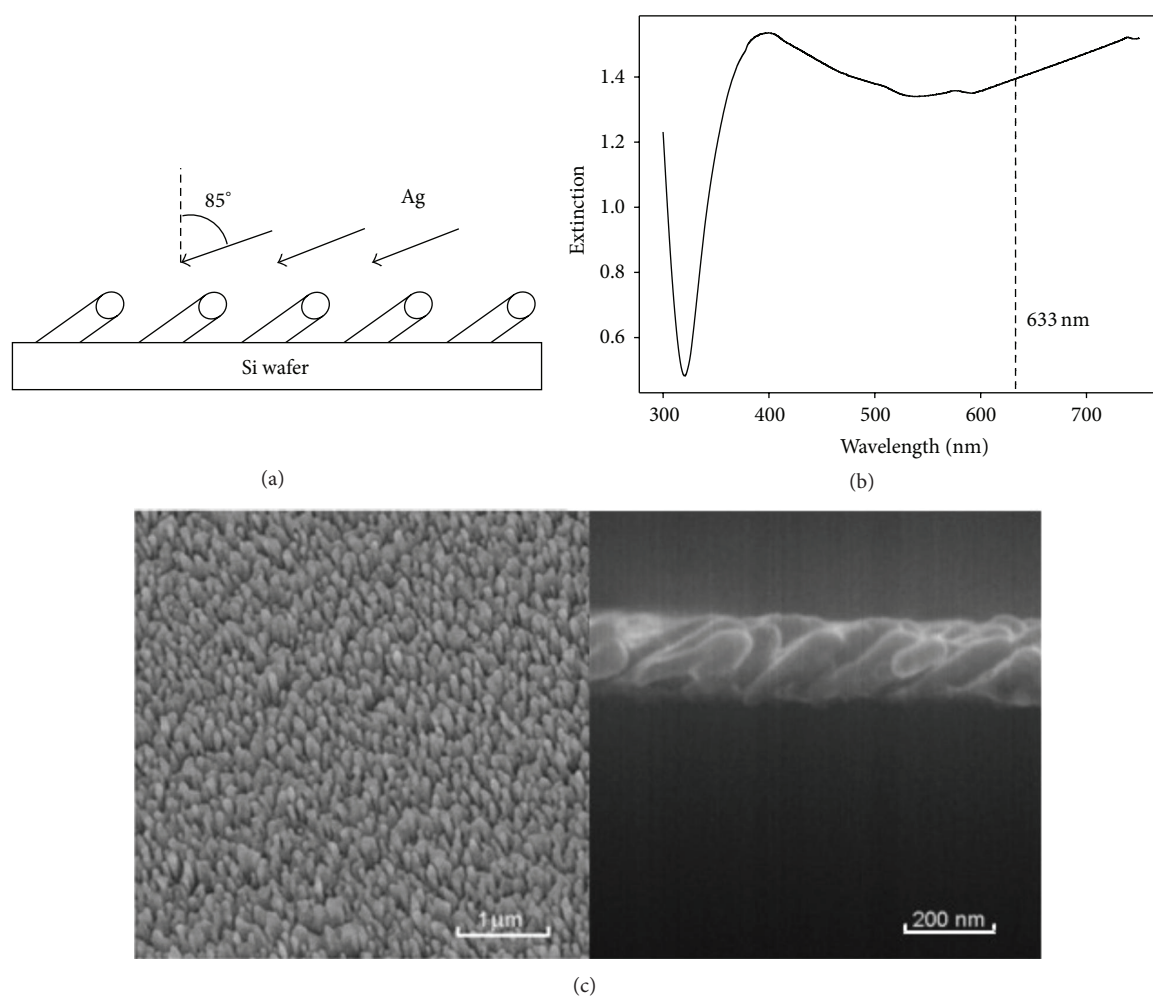 85°
Ag
Si wafer
(a)
Extinction
1.4
1.2
1.0
0.8
0.6
633 nm
300
400
500
600
700
Wavelength (nm)
(b)
1 μm
200 nm
(c)